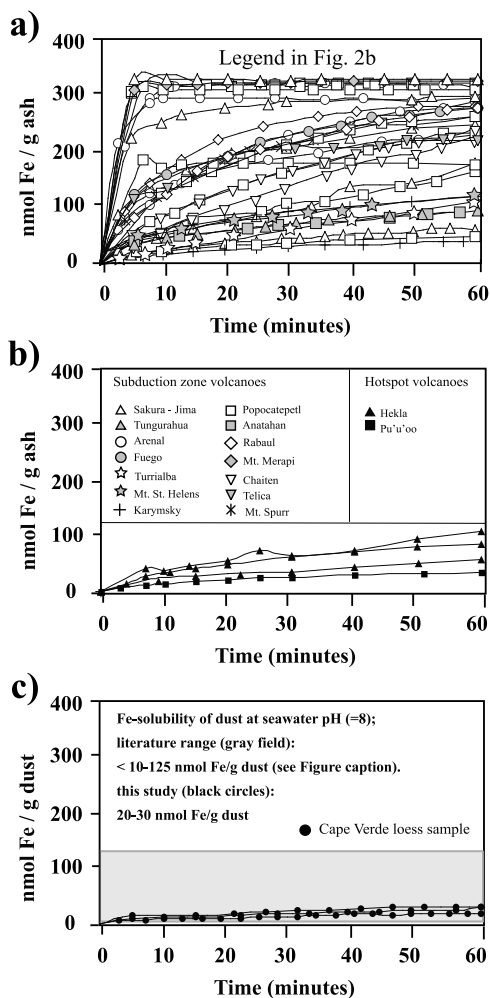 a)
400
300
200
100
0
nmol Fe / g ash
Legend in Fig. 2b
0 10 20 30 40 50 60
Time (minutes)
b)
400
300
200
100
0
nmol Fe / g ash
Subduction zone volcanoes
Hotspot volcanoes
Sakura - Jima
Tungurahua
Arenal
Fuego
Turrialba
Mt. St. Helens
Karymsky
Popocatepetl
Anatahan
Rabaul
Mt. Merapi
Chaiten
Telica
Mt. Spurr
Hekla
Pu'u'oo
0 10 20 30 40 50 60
Time (minutes)
c)
400
300
200
100
0
nmol Fe / g dust
Fe-solubility of dust at seawater pH (=8);
literature range (gray field):
< 10-125 nmol Fe/g dust (see Figure caption).
this study (black circles):
20-30 nmol Fe/g dust
Cape Verde loess sample
0 10 20 30 40 50 60
Time (minutes)